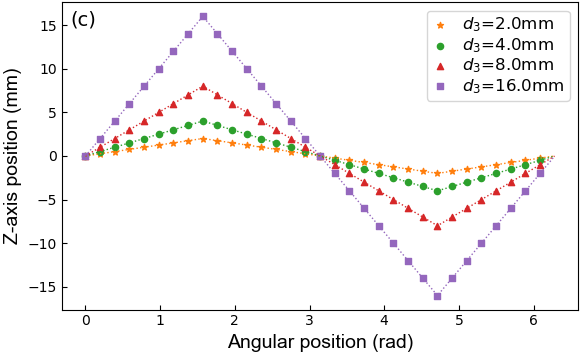 (c)
d₃=2.0mm
d₃=4.0mm
d₃=8.0mm
d₃=16.0mm
15
10
5
0
−5
−10
−15
Z-axis position (mm)
0 1 2 3 4 5 6
Angular position (rad)